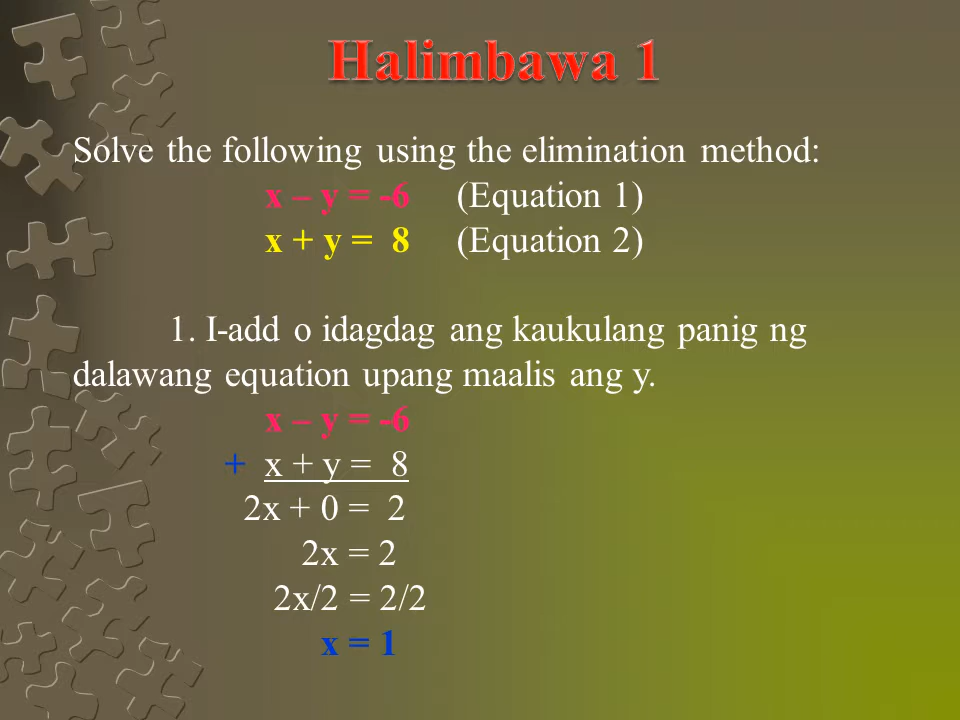 Halimbawa 1
Solve the following using the elimination method:
x – y = -6 (Equation 1)
x + y = 8 (Equation 2)
1. I-add o idagdag ang kaukulang panig ng
dalawang equation upang maalis ang y.
x – y = -6
+ x + y = 8
2x + 0 = 2
2x = 2
2x/2 = 2/2
x = 1